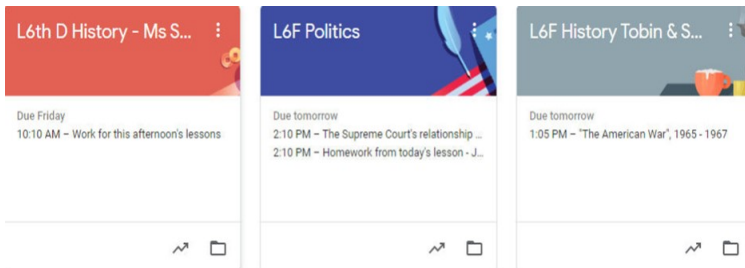 L6th D History - Ms S...
Due Friday
10:10 AM – Work for this afternoon's lessons
L6F Politics
Due tomorrow
2:10 PM – The Supreme Court's relationship ...
2:10 PM – Homework from today's lesson - J...
L6F History Tobin & S...
Due tomorrow
1:05 PM – "The American War", 1965 - 1967